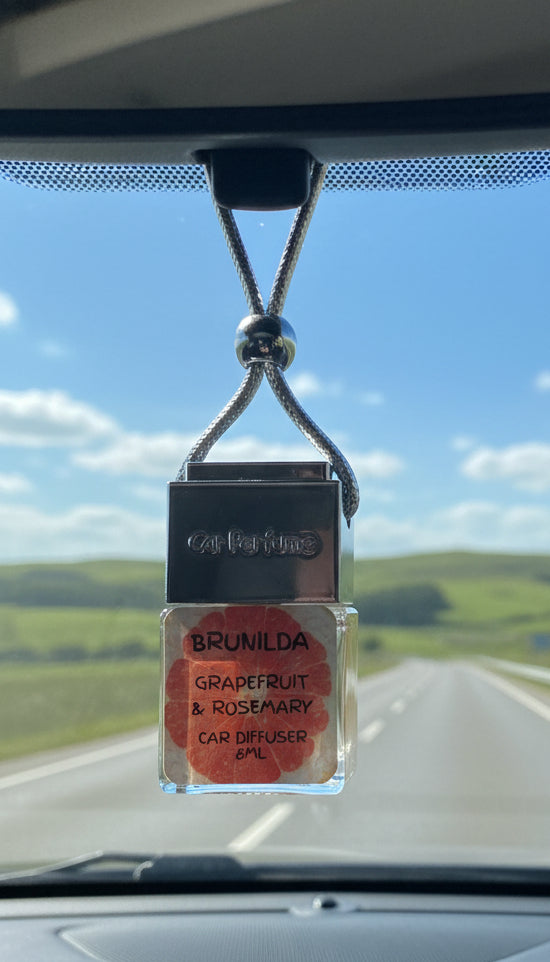 Car Perfume
BRUNILDA
GRAPEFRUIT
& ROSEMARY
CAR DIFFUSER
6ML